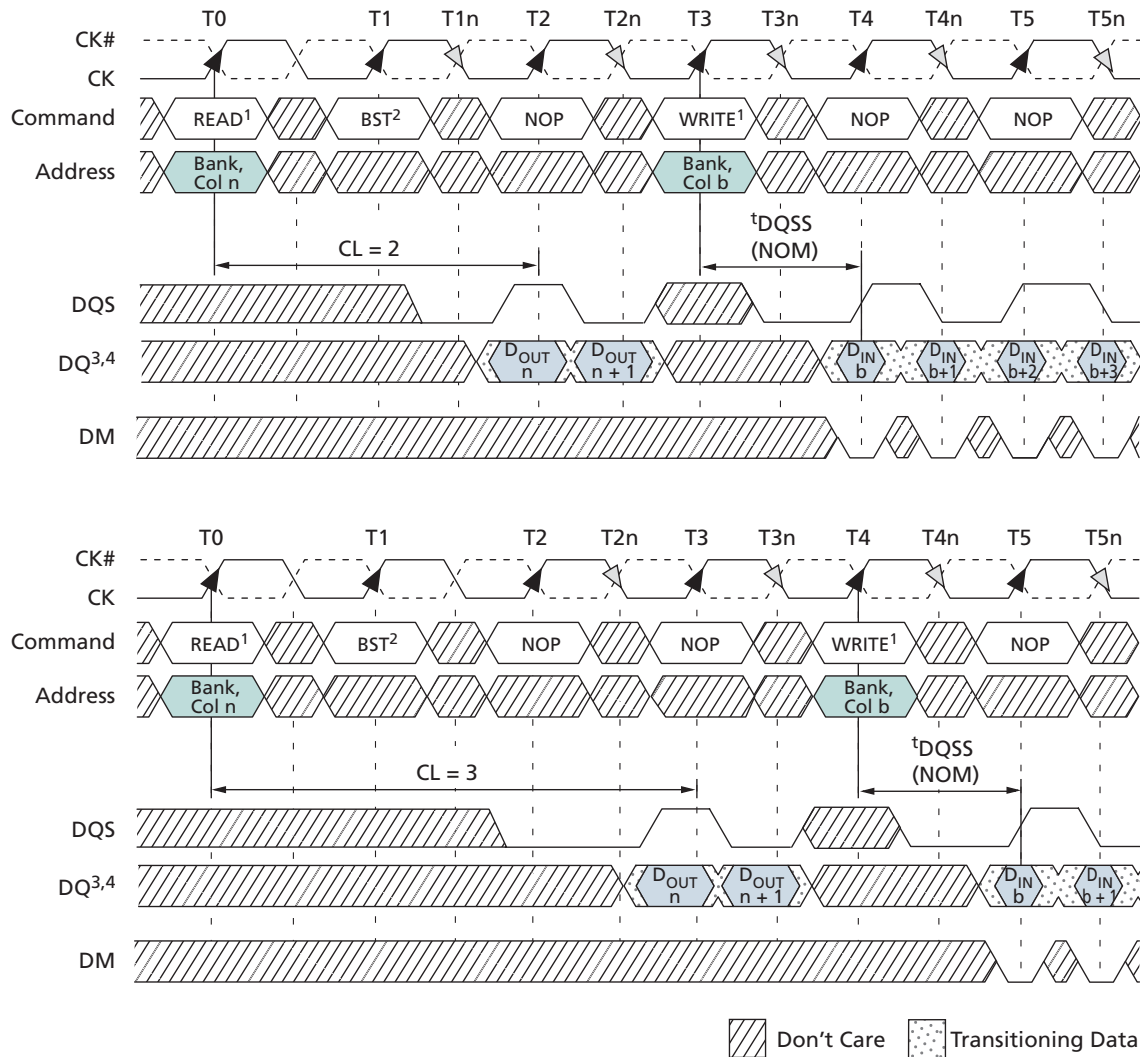 T0 T1 T1n T2 T2n T3 T3n T4 T4n T5 T5n
CK#
CK
Command READ1 BST2 NOP WRITE1 NOP NOP
Address Bank, Col n Bank, Col b
tDQSS
(NOM)
CL = 2
DQS
DQ3,4 DOUT n DOUT n + 1 DIN b DIN b+1 DIN b+2 DIN b+3
DM
T0 T1 T2 T2n T3 T3n T4 T4n T5 T5n
CK#
CK
Command READ1 BST2 NOP NOP WRITE1 NOP
Address Bank, Col n Bank, Col b
tDQSS
(NOM)
CL = 3
DQS
DQ3,4 DOUT n DOUT n + 1 DIN b DIN b + 1
DM
Don't Care Transitioning Data